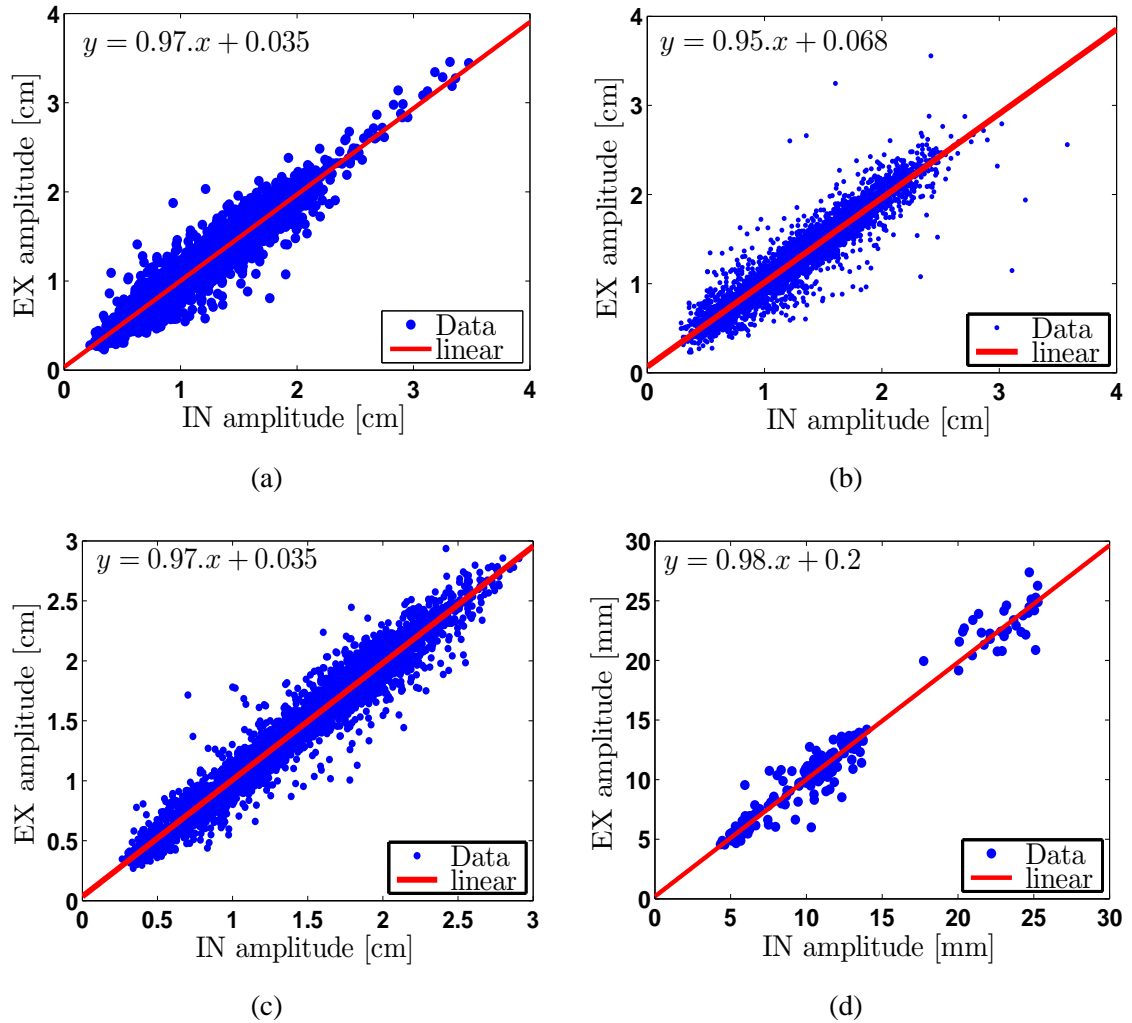 y = 0.97.x + 0.035
EX amplitude [cm]
4
3
2
1
0
0 1 2 3 4
IN amplitude [cm]
Data
linear
(a)
y = 0.95.x + 0.068
EX amplitude [cm]
4
3
2
1
0
0 1 2 3 4
IN amplitude [cm]
Data
linear
(b)
y = 0.97.x + 0.035
EX amplitude [cm]
3
2.5
2
1.5
1
0.5
0
0 0.5 1 1.5 2 2.5 3
IN amplitude [cm]
Data
linear
(c)
y = 0.98.x + 0.2
EX amplitude [mm]
30
25
20
15
10
5
0
0 5 10 15 20 25 30
IN amplitude [mm]
Data
linear
(d)